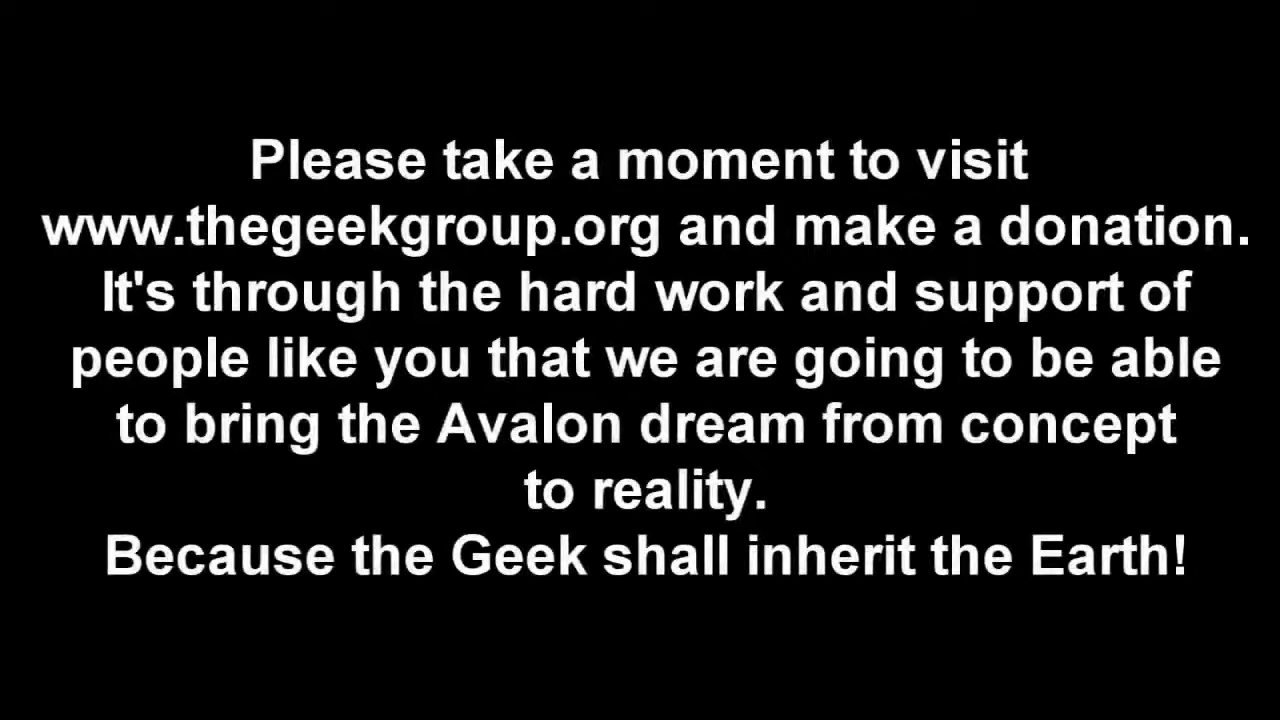 Please take a moment to visit
www.thegeekgroup.org and make a donation.
It's through the hard work and support of
people like you that we are going to be able
to bring the Avalon dream from concept
to reality.
Because the Geek shall inherit the Earth!